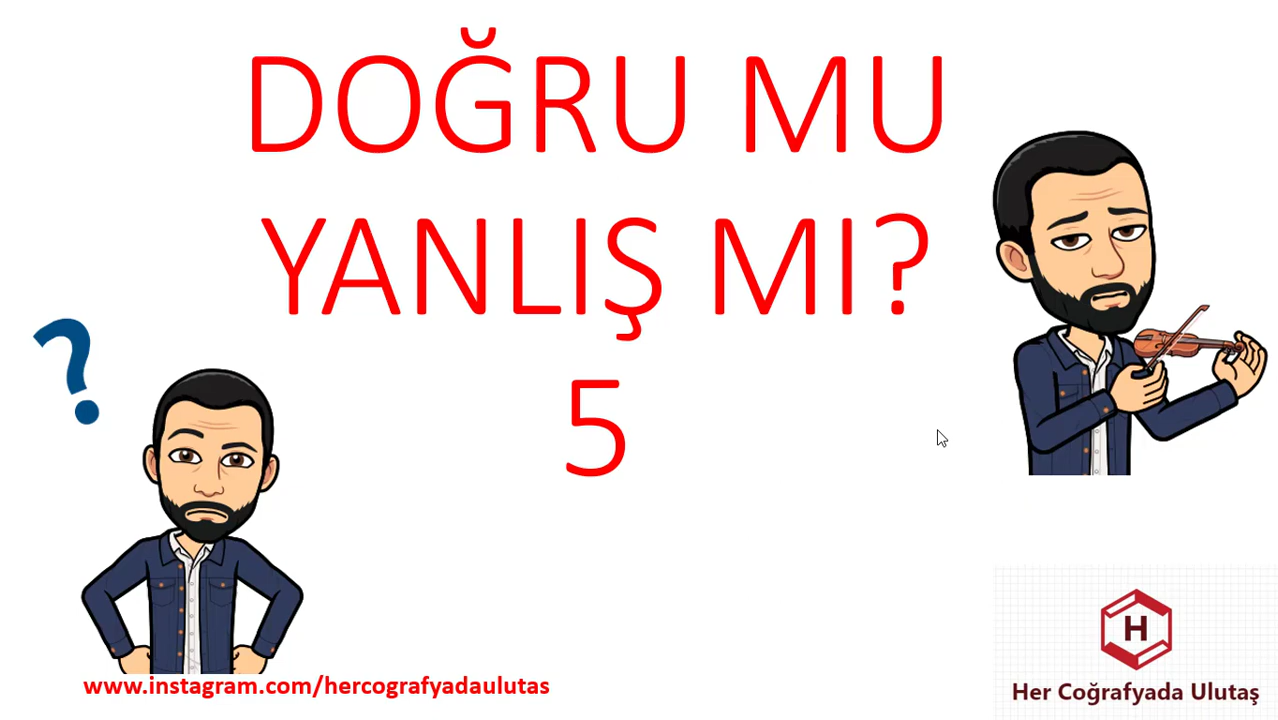 DOĞRU MU
YANLIŞ MI?
5
?
www.instagram.com/hercografyadaulutas
H
Her Coğrafyada Ulutaş